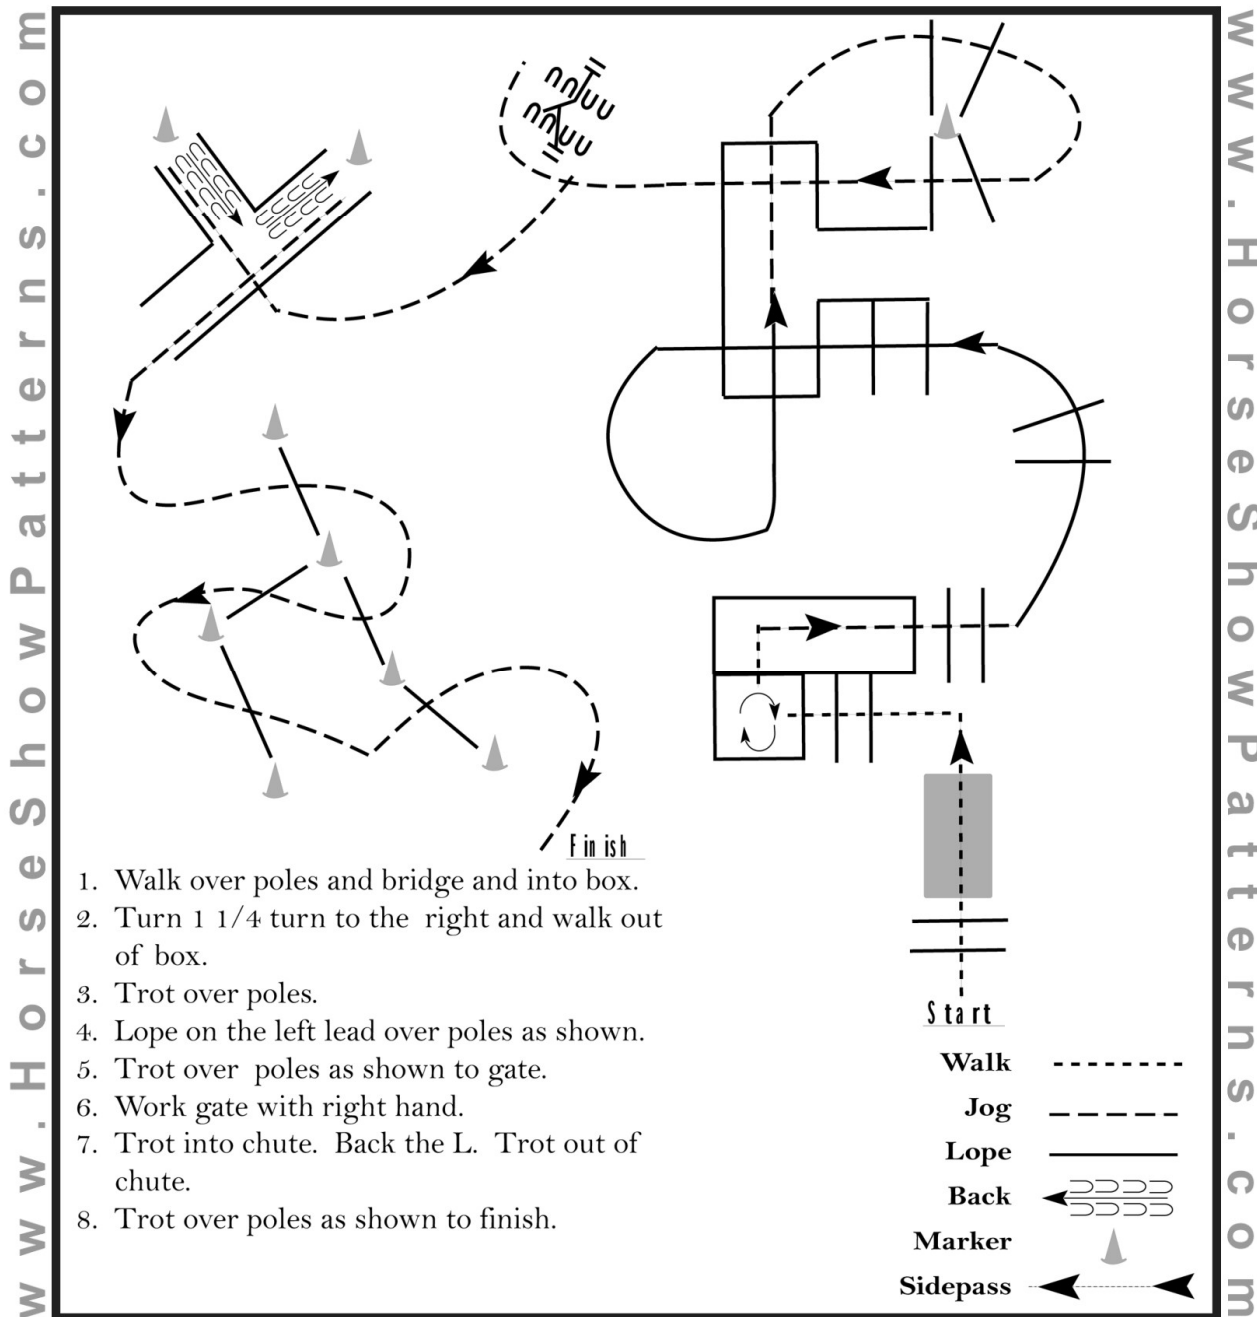 www.HorseShowPatterns.com
www.HorseShowPatterns.com
Finish
1. Walk over poles and bridge and into box.
2. Turn 1 1/4 turn to the right and walk out
of box.
3. Trot over poles.
4. Lope on the left lead over poles as shown.
5. Trot over poles as shown to gate.
6. Work gate with right hand.
7. Trot into chute. Back the L. Trot out of
chute.
8. Trot over poles as shown to finish.
Start
Walk
Jog
Lope
Back
Marker
Sidepass